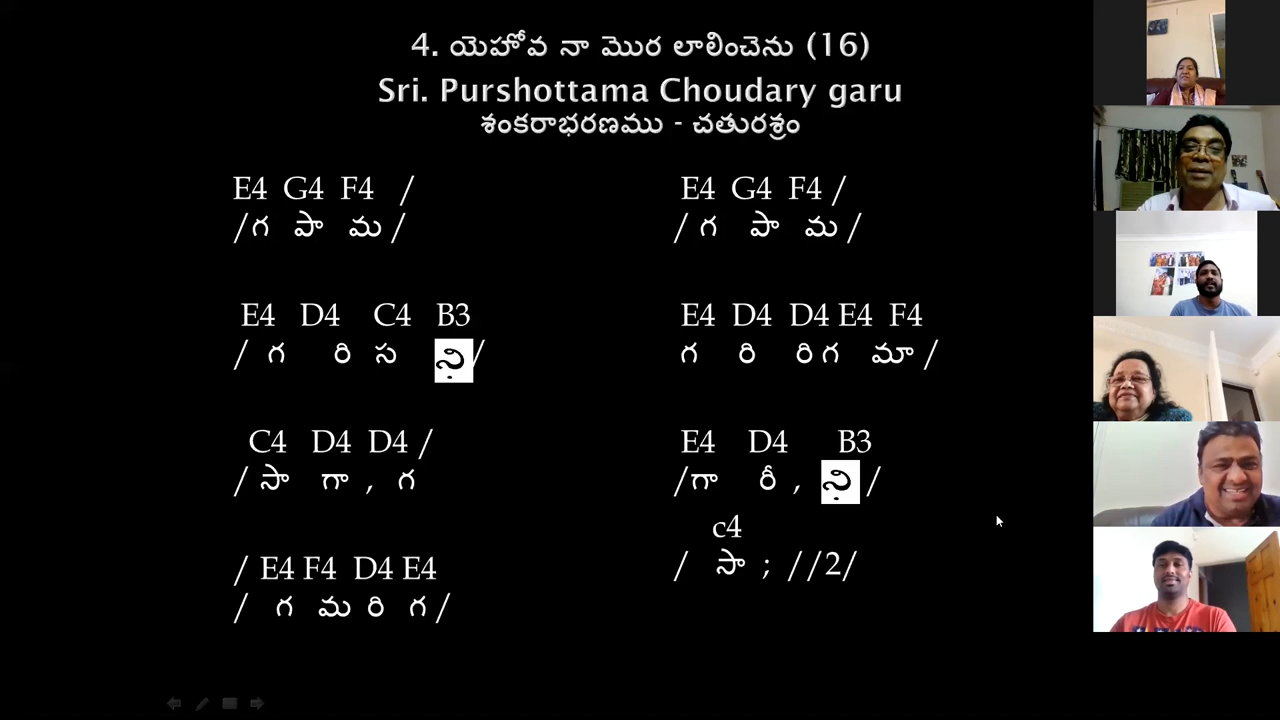 4. యెహోవ నా మొర లాలించెను (16)
Sri. Purshottama Choudary garu
శంకరాభరణము - చతురశ్రం
E4 G4 F4 /
/గ పా మ /
E4 D4 C4 B3
/ గ రి స ని /
C4 D4 D4 /
/ సా గా , గ
/ E4 F4 D4 E4
/ గ మ రి గ /
E4 G4 F4 /
/ గ పా మ /
E4 D4 D4 E4 F4
గ రి రి గ మా /
E4 D4 B3
/గా రీ , ని /
c4
/ సా ; //2/